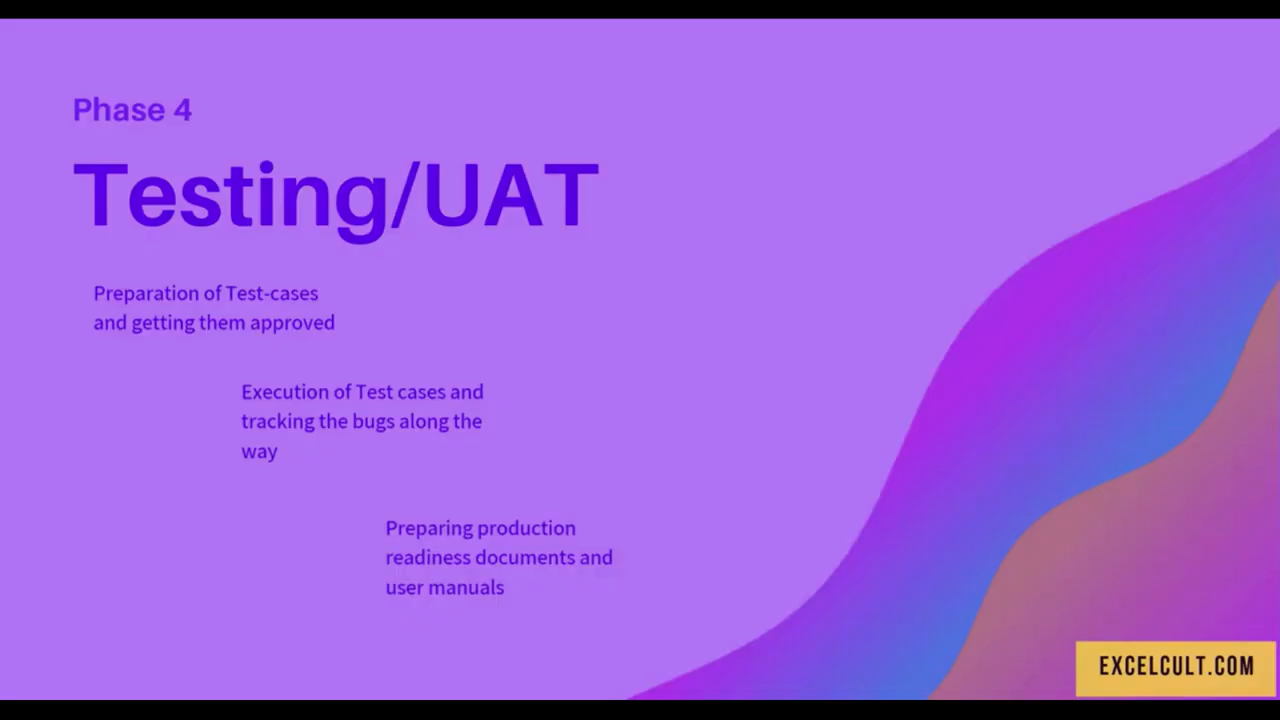 Phase 4
Testing/UAT
Preparation of Test-cases
and getting them approved
Execution of Test cases and
tracking the bugs along the
way
Preparing production
readiness documents and
user manuals
EXCELCULT.COM